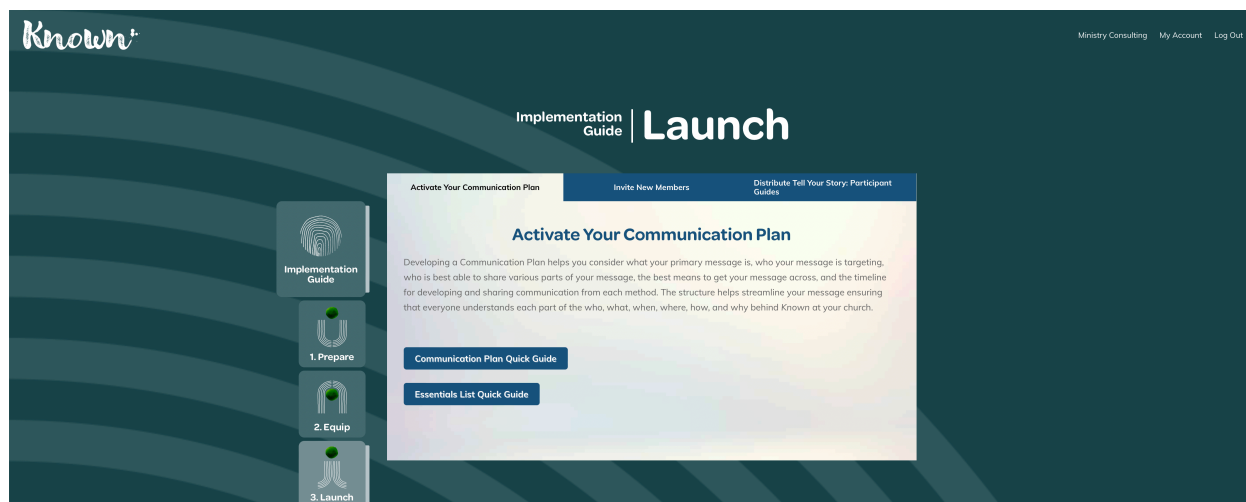 Known
Ministry Consulting My Account Log Out
Implementation
Guide
Launch
Activate Your Communication Plan
Invite New Members
Distribute Tell Your Story: Participant
Guides
Implementation
Guide
1. Prepare
2. Equip
3. Launch
Activate Your Communication Plan
Developing a Communication Plan helps you consider what your primary message is, who your message is targeting,
who is best able to share various parts of your message, the best means to get your message across, and the timeline
for developing and sharing communication from each method. The structure helps streamline your message ensuring
that everyone understands each part of the who, what, when, where, how, and why behind Known at your church.
Communication Plan Quick Guide
Essentials List Quick Guide